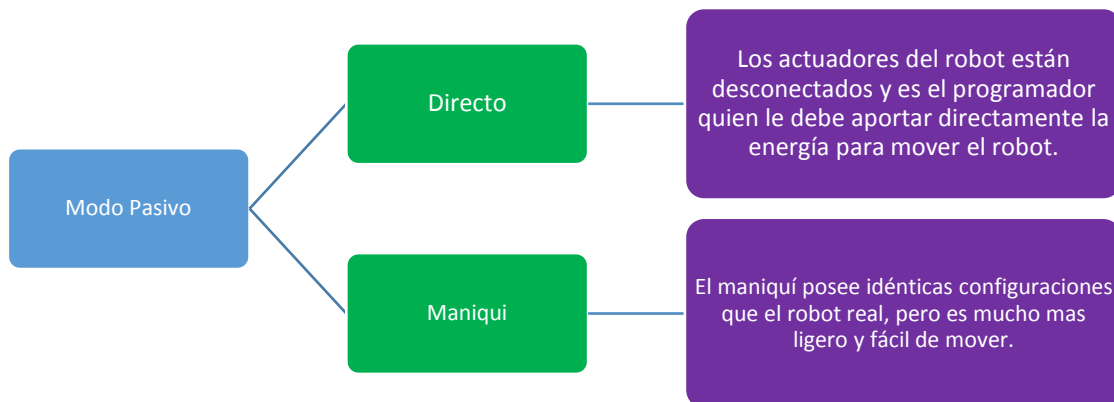 Modo Pasivo
Directo
Los actuadores del robot están
desconectados y es el programador
quien le debe aportar directamente la
energía para mover el robot.
Maniqui
El maniquí posee idénticas configuraciones
que el robot real, pero es mucho mas
ligero y fácil de mover.